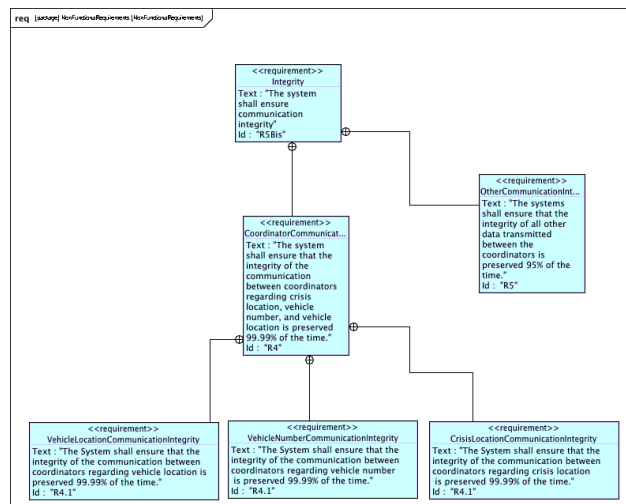 req [package] NonFunctionalRequirements [NonFunctionalRequirements]
<<requirement>>
Integrity
Text : "The system
shall ensure
communication
integrity"
Id : "R5Bis"
<<requirement>>
OtherCommunicationInt...
Text : "The systems
shall ensure that the
integrity of all other
data transmitted
between the
coordinators is
preserved 95% of the
time."
Id : "R5"
<<requirement>>
CoordinatorCommunicat...
Text : "The system
shall ensure that the
integrity of the
communication
between coordinators
regarding crisis
location, vehicle
number, and vehicle
location is preserved
99.99% of the time."
Id : "R4"
<<requirement>>
VehicleLocationCommunicationIntegrity
Text : "The System shall ensure that the
integrity of the communication between
coordinators regarding vehicle location is
preserved 99.99% of the time."
Id : "R4.1"
<<requirement>>
VehicleNumberCommunicationIntegrity
Text : "The System shall ensure that the
integrity of the communication between
coordinators regarding vehicle number
is preserved 99.99% of the time."
Id : "R4.1"
<<requirement>>
CrisisLocationCommunicationIntegrity
Text : "The System shall ensure that the
integrity of the communication between
coordinators regarding crisis location
is preserved 99.99% of the time."
Id : "R4.1"